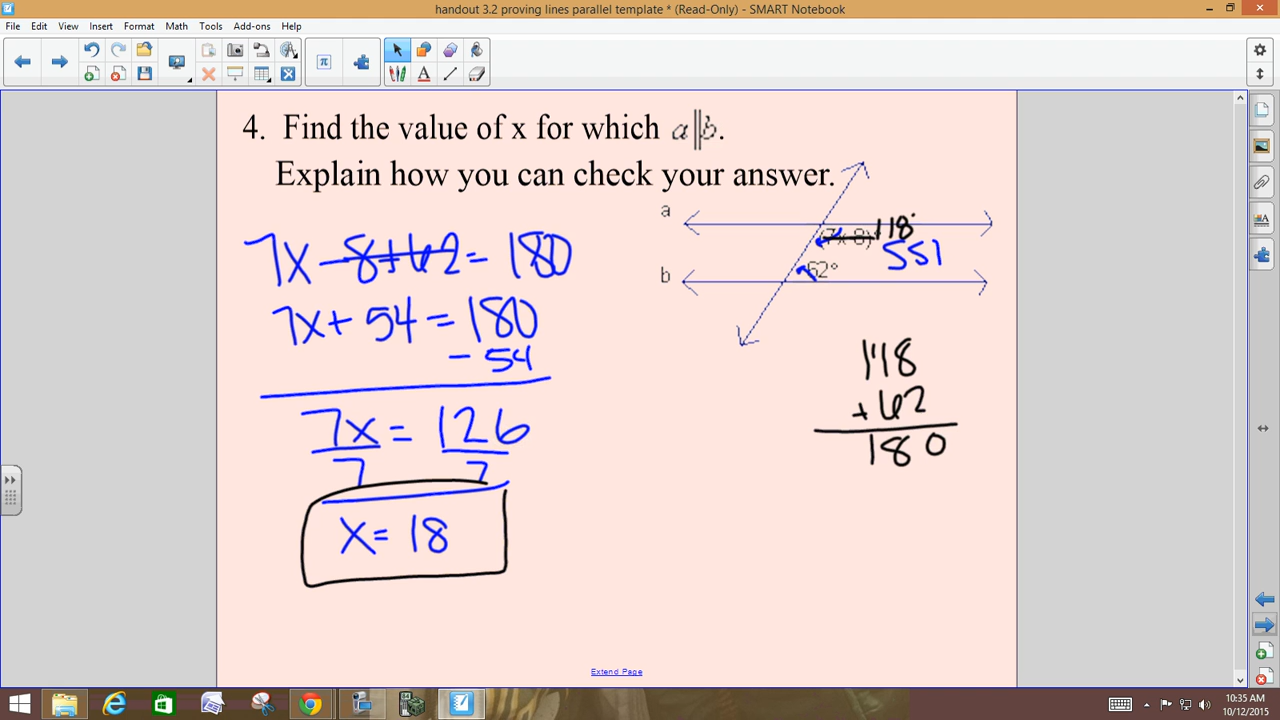 handout 3.2 proving lines parallel template * (Read-Only) - SMART Notebook
File Edit View Insert Format Math Tools Add-ons Help
4. Find the value of x for which a||b.
Explain how you can check your answer.
a
(7x-8)
118°
SSI
b
62°
7x - 8 + 62 = 180
7x + 54 = 180
- 54
7x = 126
7 7
x = 18
118
+ 62
180
Extend Page
10:35 AM
10/12/2015